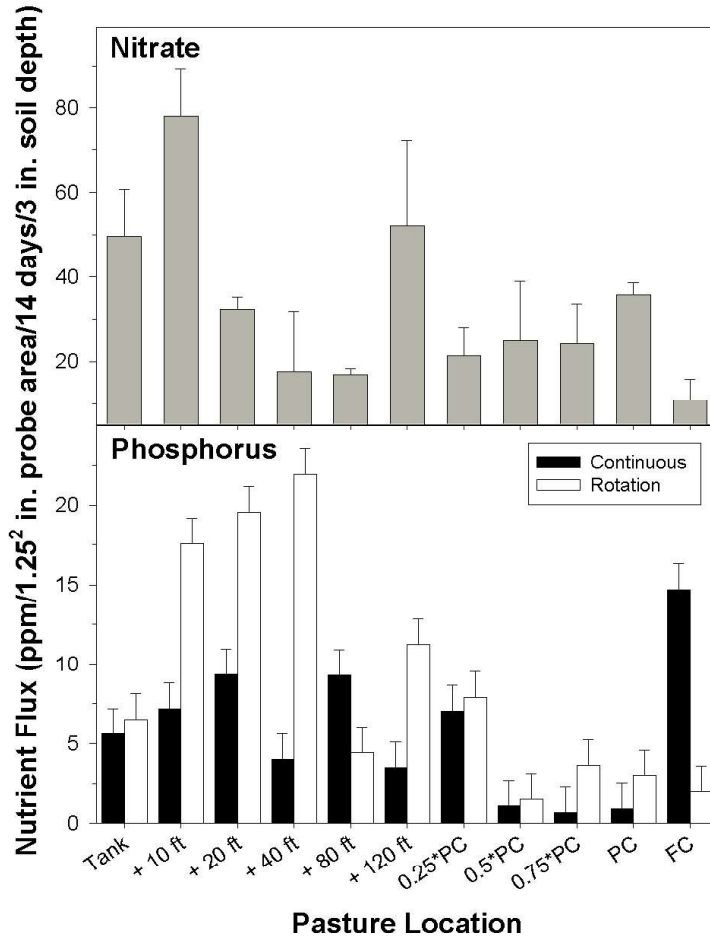 Nutrient Flux (ppm/1.25² in. probe area/14 days/3 in. soil depth)
Nitrate
80
60
40
20
Phosphorus
Continuous
Rotation
20
15
10
5
0
Tank
+ 10 ft
+ 20 ft
+ 40 ft
+ 80 ft
+ 120 ft
0.25*PC
0.5*PC
0.75*PC
PC
FC
Pasture Location